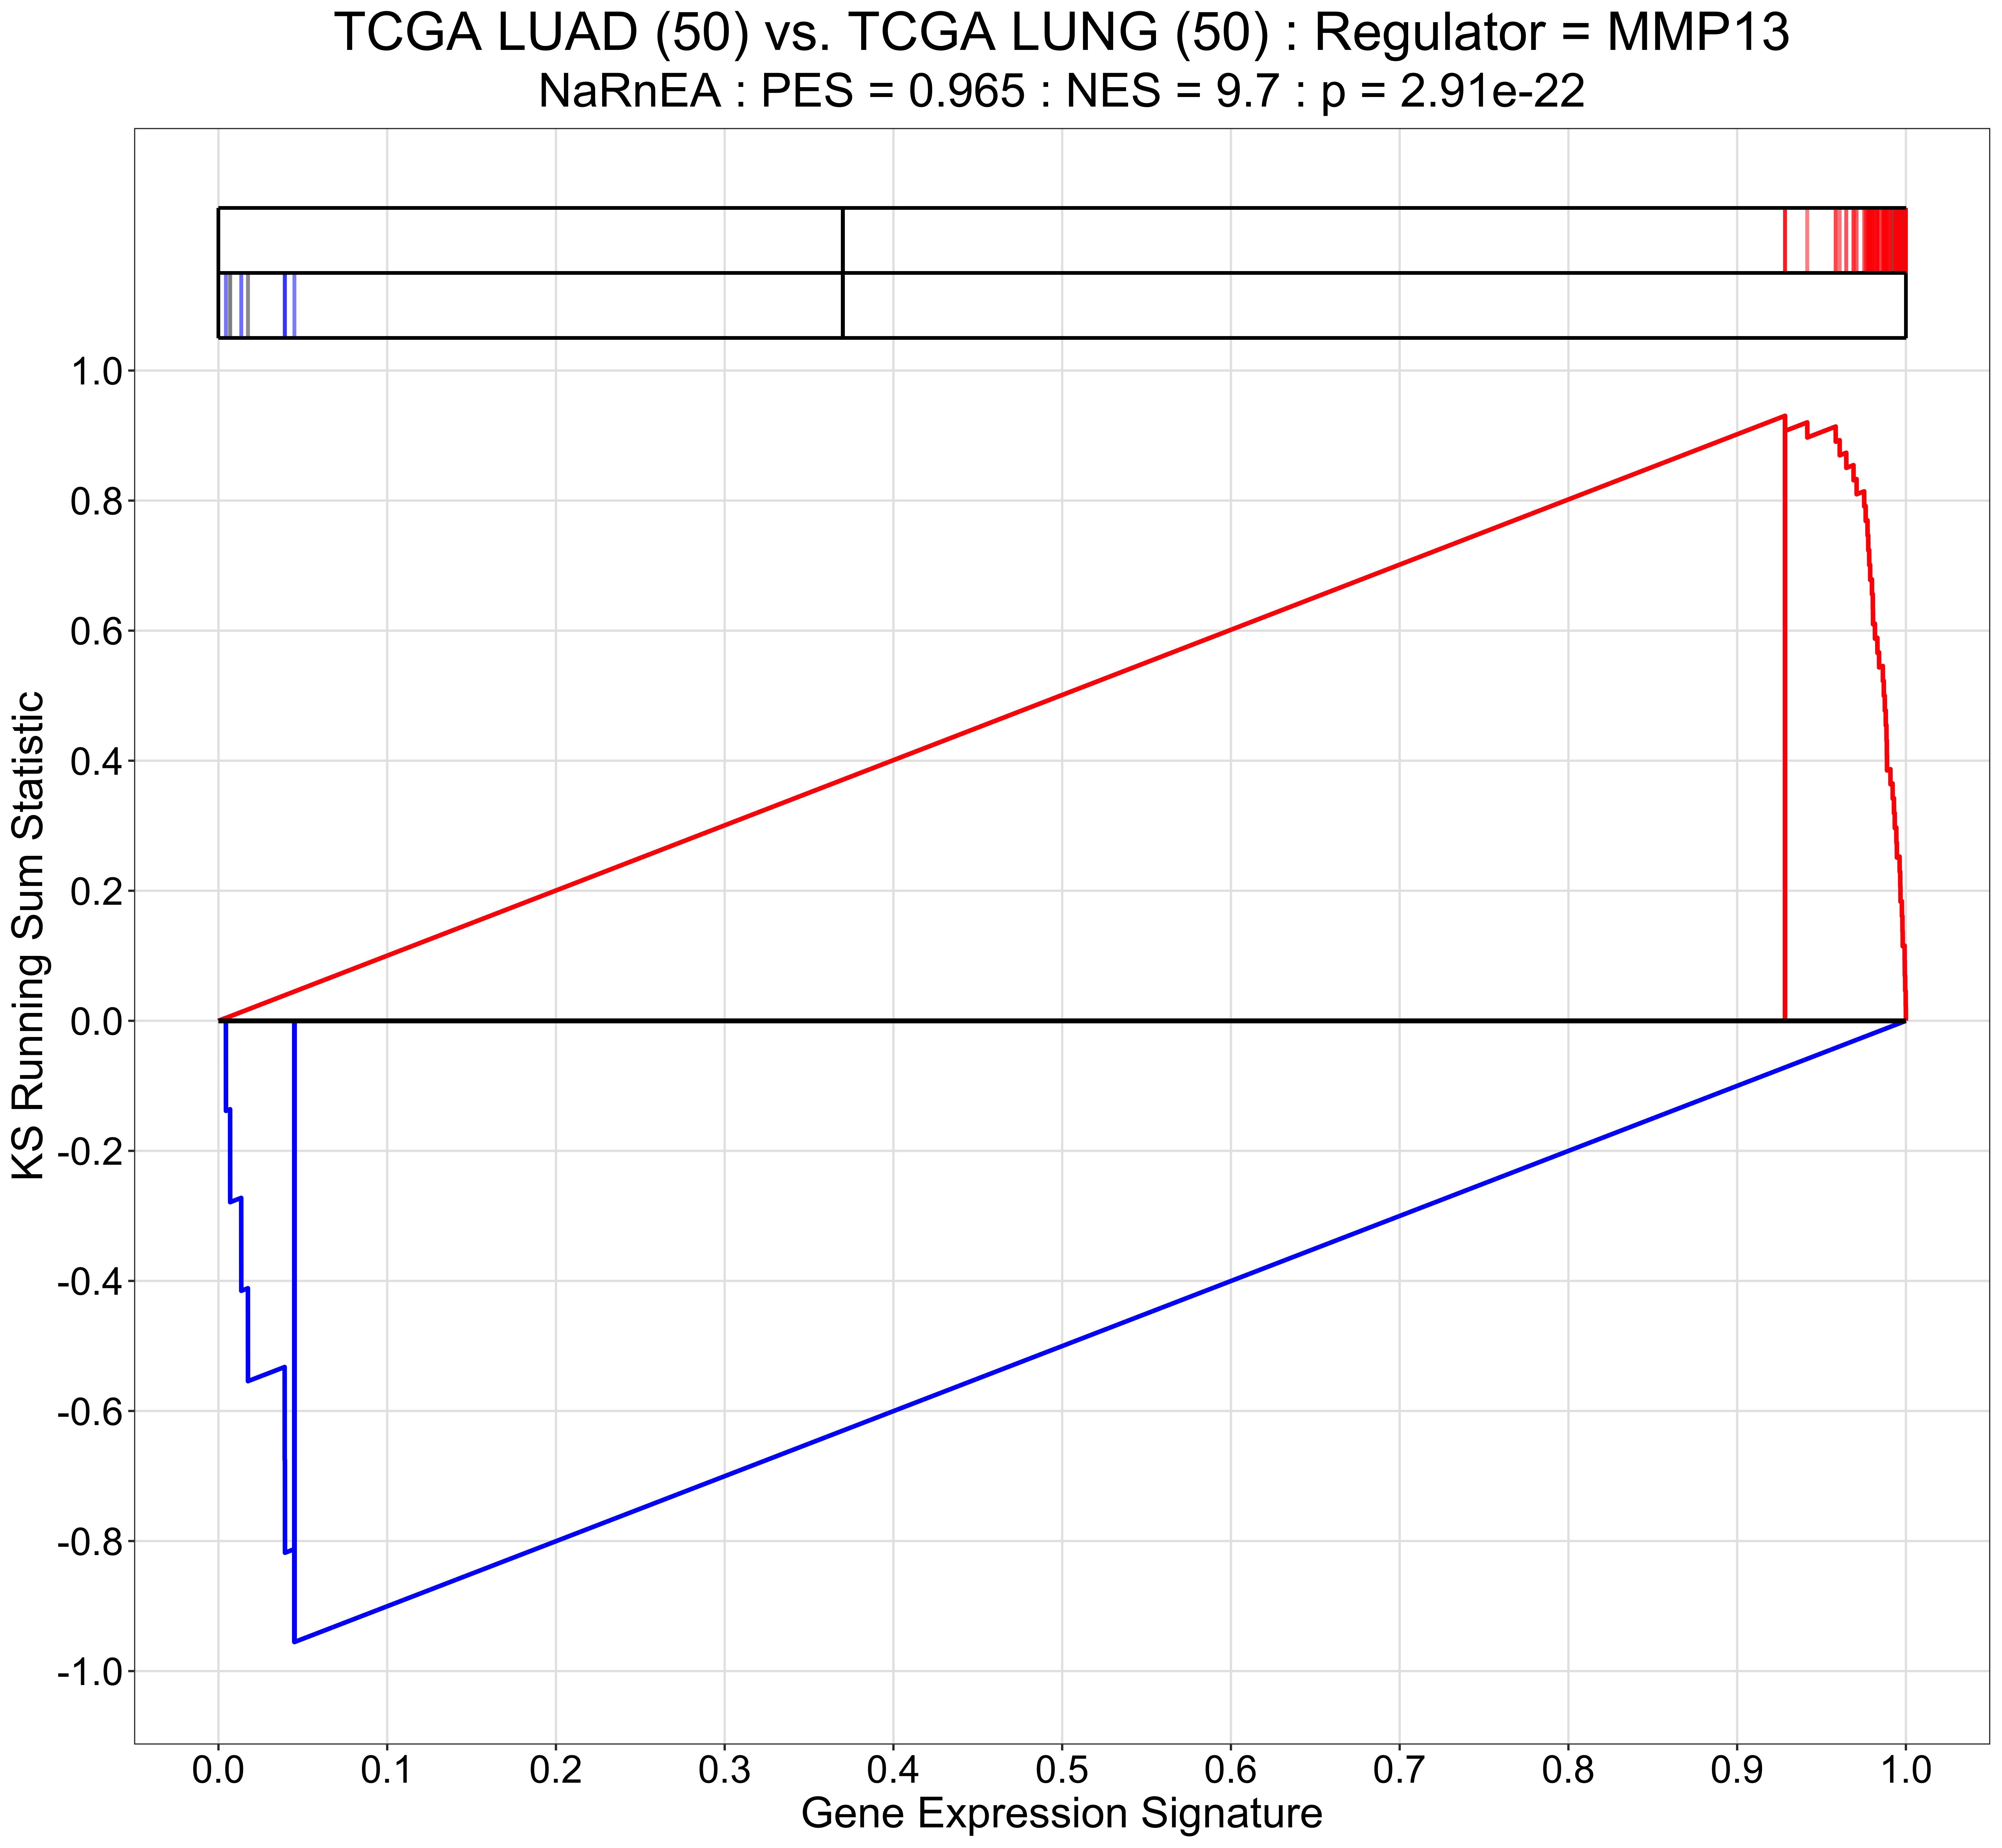 TCGA LUAD (50) vs. TCGA LUNG (50) : Regulator = MMP13
NaRnEA : PES = 0.965 : NES = 9.7 : p = 2.91e-22
KS Running Sum Statistic
1.0
0.8
0.6
0.4
0.2
0.0
-0.2
-0.4
-0.6
-0.8
-1.0
0.0 0.1 0.2 0.3 0.4 0.5 0.6 0.7 0.8 0.9 1.0
Gene Expression Signature